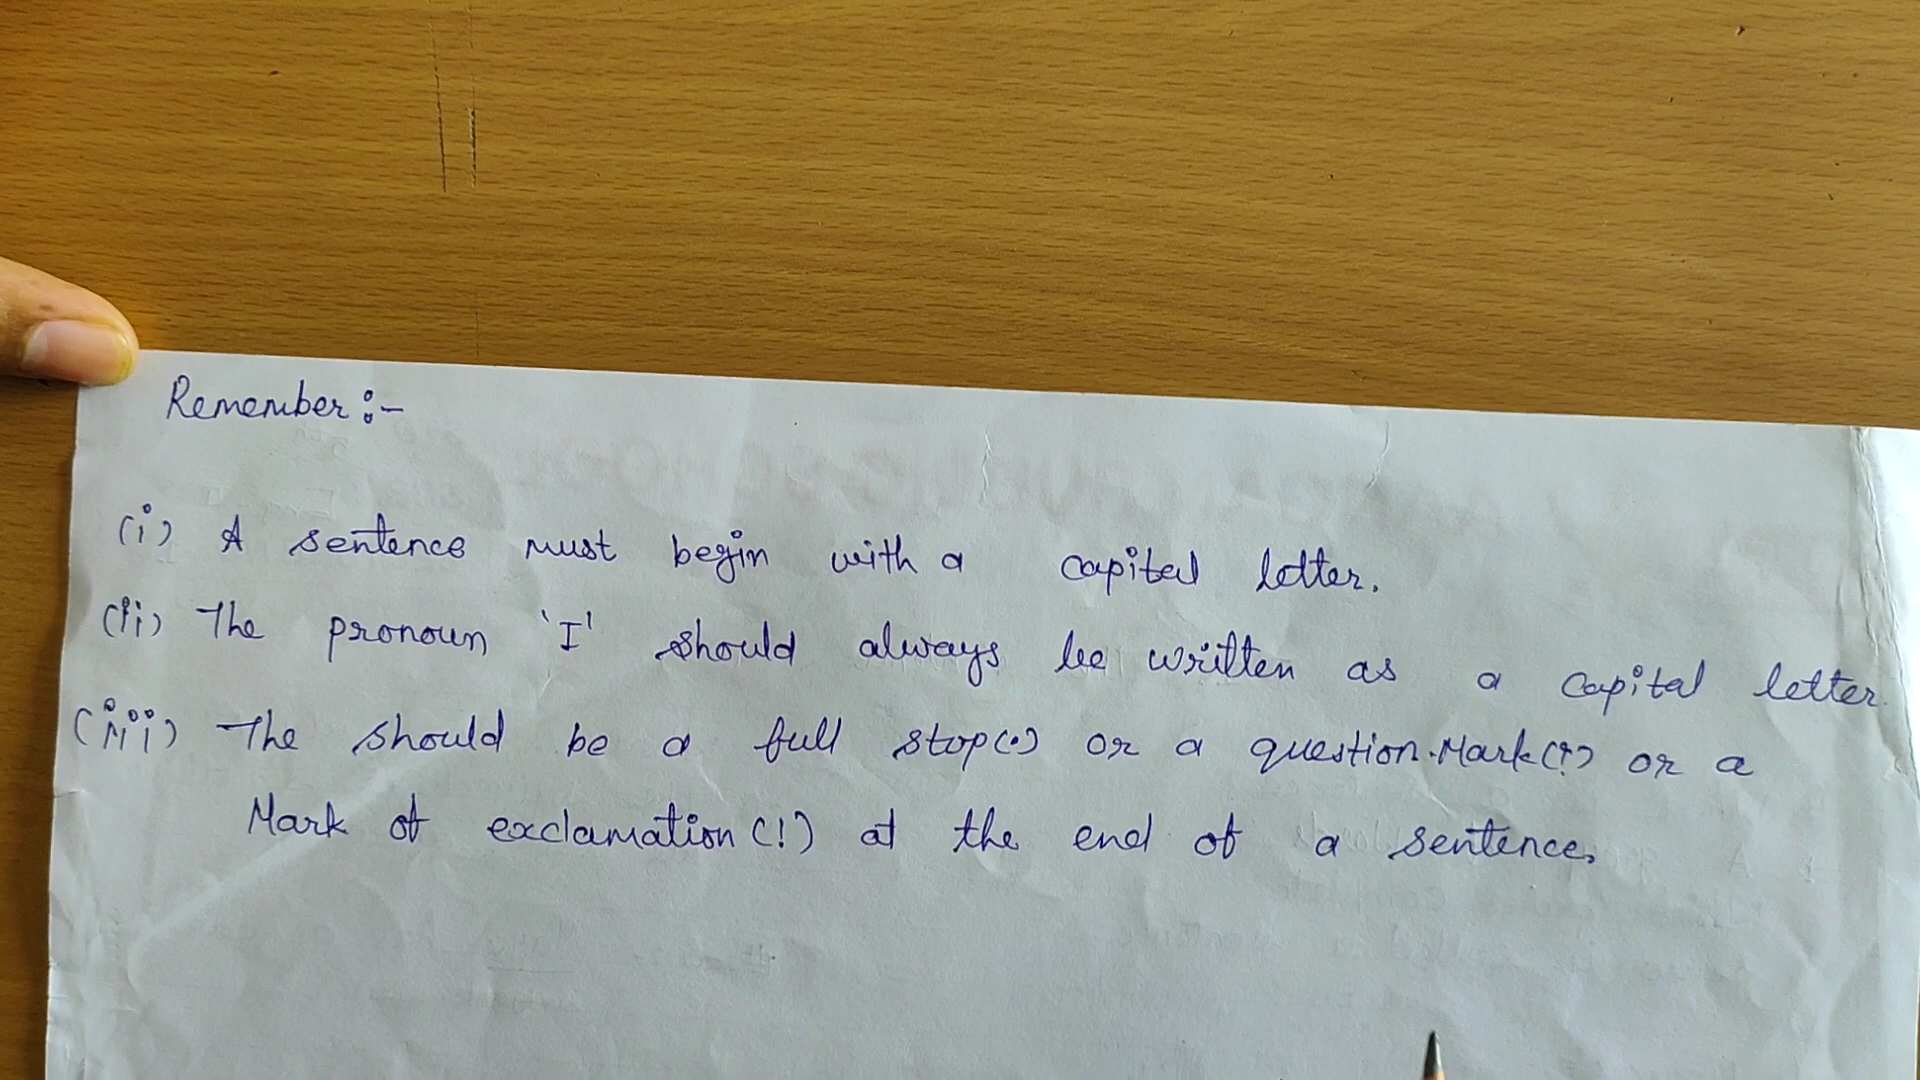 Remember :-
(i) A sentence must begin with a capital letter.
(ii) The pronoun 'I' should always be written as a capital letter.
(iii) The should be a full stop(.) or a question Mark(?) or a
Mark of exclamation(!) at the end of a sentence.